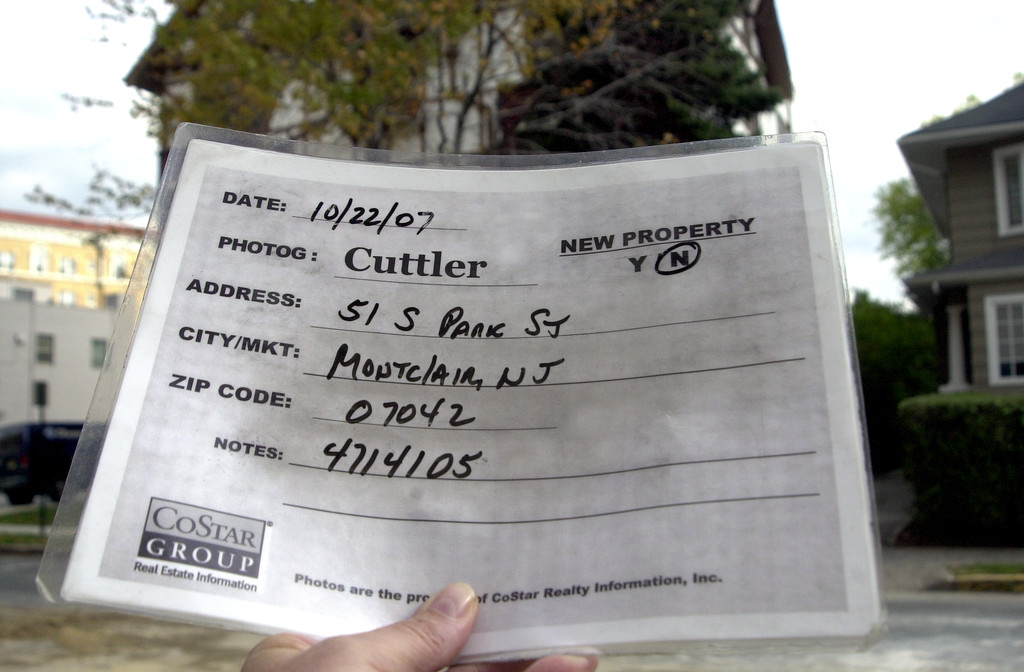 DATE: 10/22/07
PHOTOG: Cuttler
NEW PROPERTY
Y N
ADDRESS: 51 S PARK ST
CITY/MKT: MONTCLAIR, NJ
ZIP CODE: 07042
NOTES: 4714105
COSTAR
GROUP
Real Estate Information
Photos are the of CoStar Realty Information, Inc.